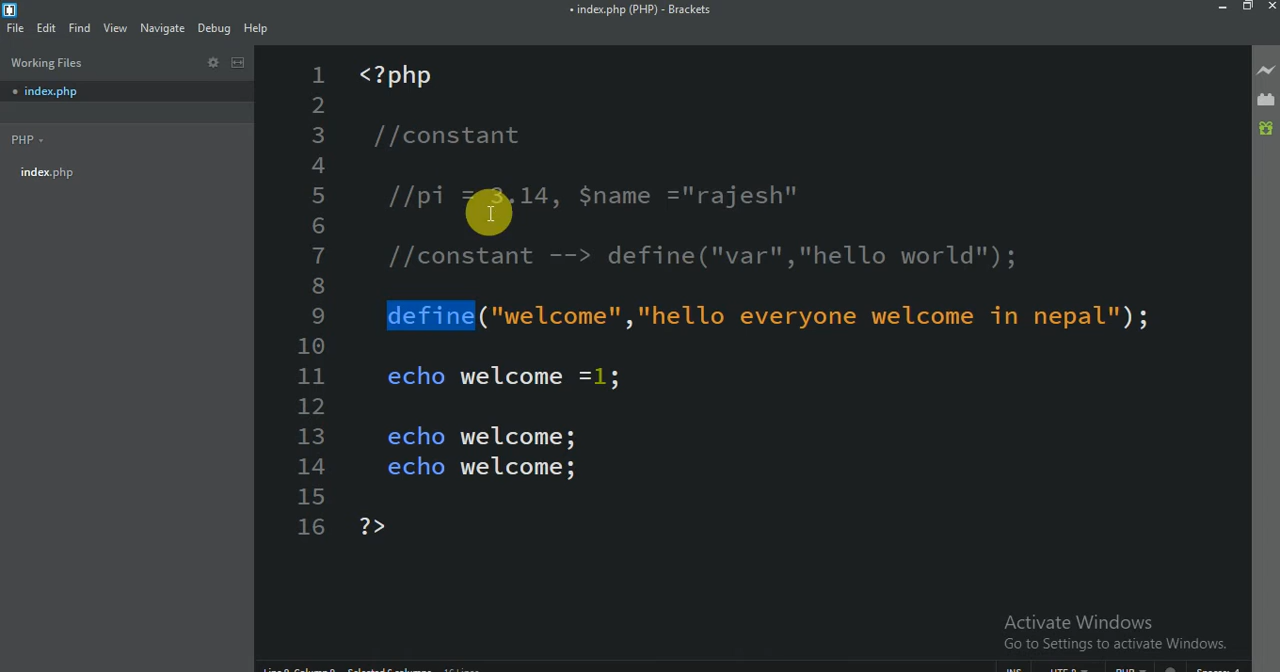 • index.php (PHP) - Brackets
File Edit Find View Navigate Debug Help
Working Files
• index.php
PHP
index.php
1 <?php
2
3 //constant
4
5 //pi = 3.14, $name ="rajesh"
6
7 //constant --> define("var","hello world");
8
9 define("welcome","hello everyone welcome in nepal");
10
11 echo welcome =1;
12
13 echo welcome;
14 echo welcome;
15
16 ?>
Activate Windows
Go to Settings to activate Windows.